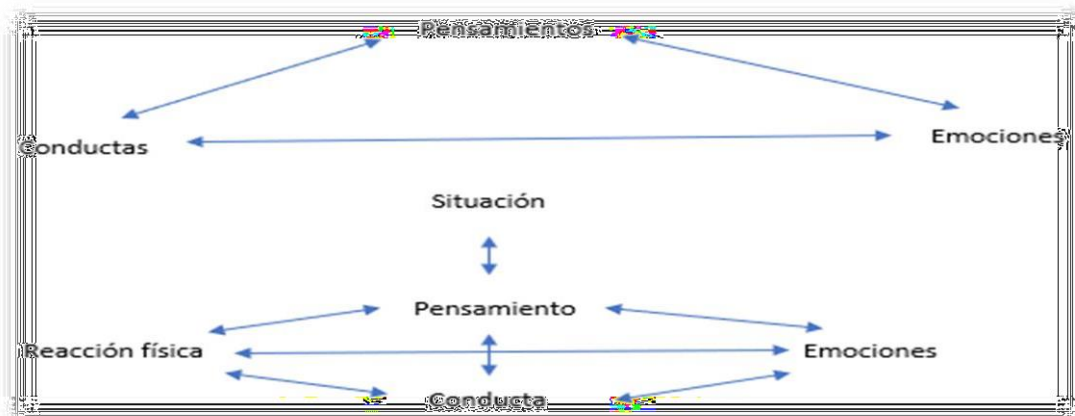 Pensamientos
Conductas
Emociones
Situación
Pensamiento
Reacción física
Emociones
Conducta